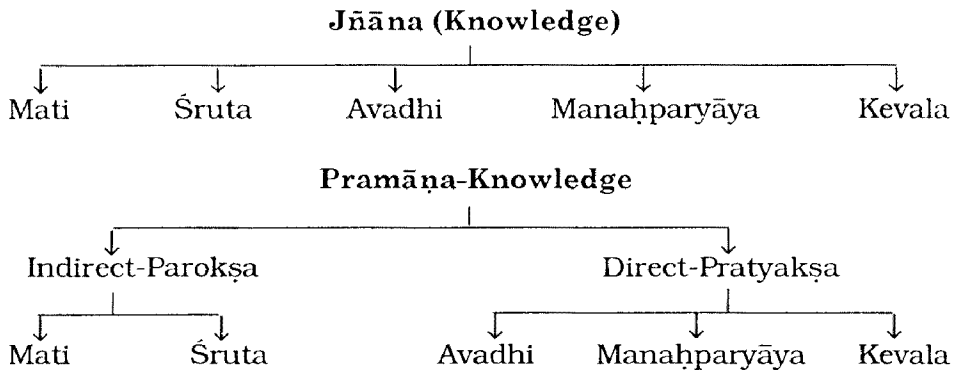 Jñāna (Knowledge)
Mati Śruta Avadhi Manaḥparyāya Kevala
Pramāṇa-Knowledge
Indirect-Parokṣa Direct-Pratyakṣa
Mati Śruta Avadhi Manaḥparyāya Kevala